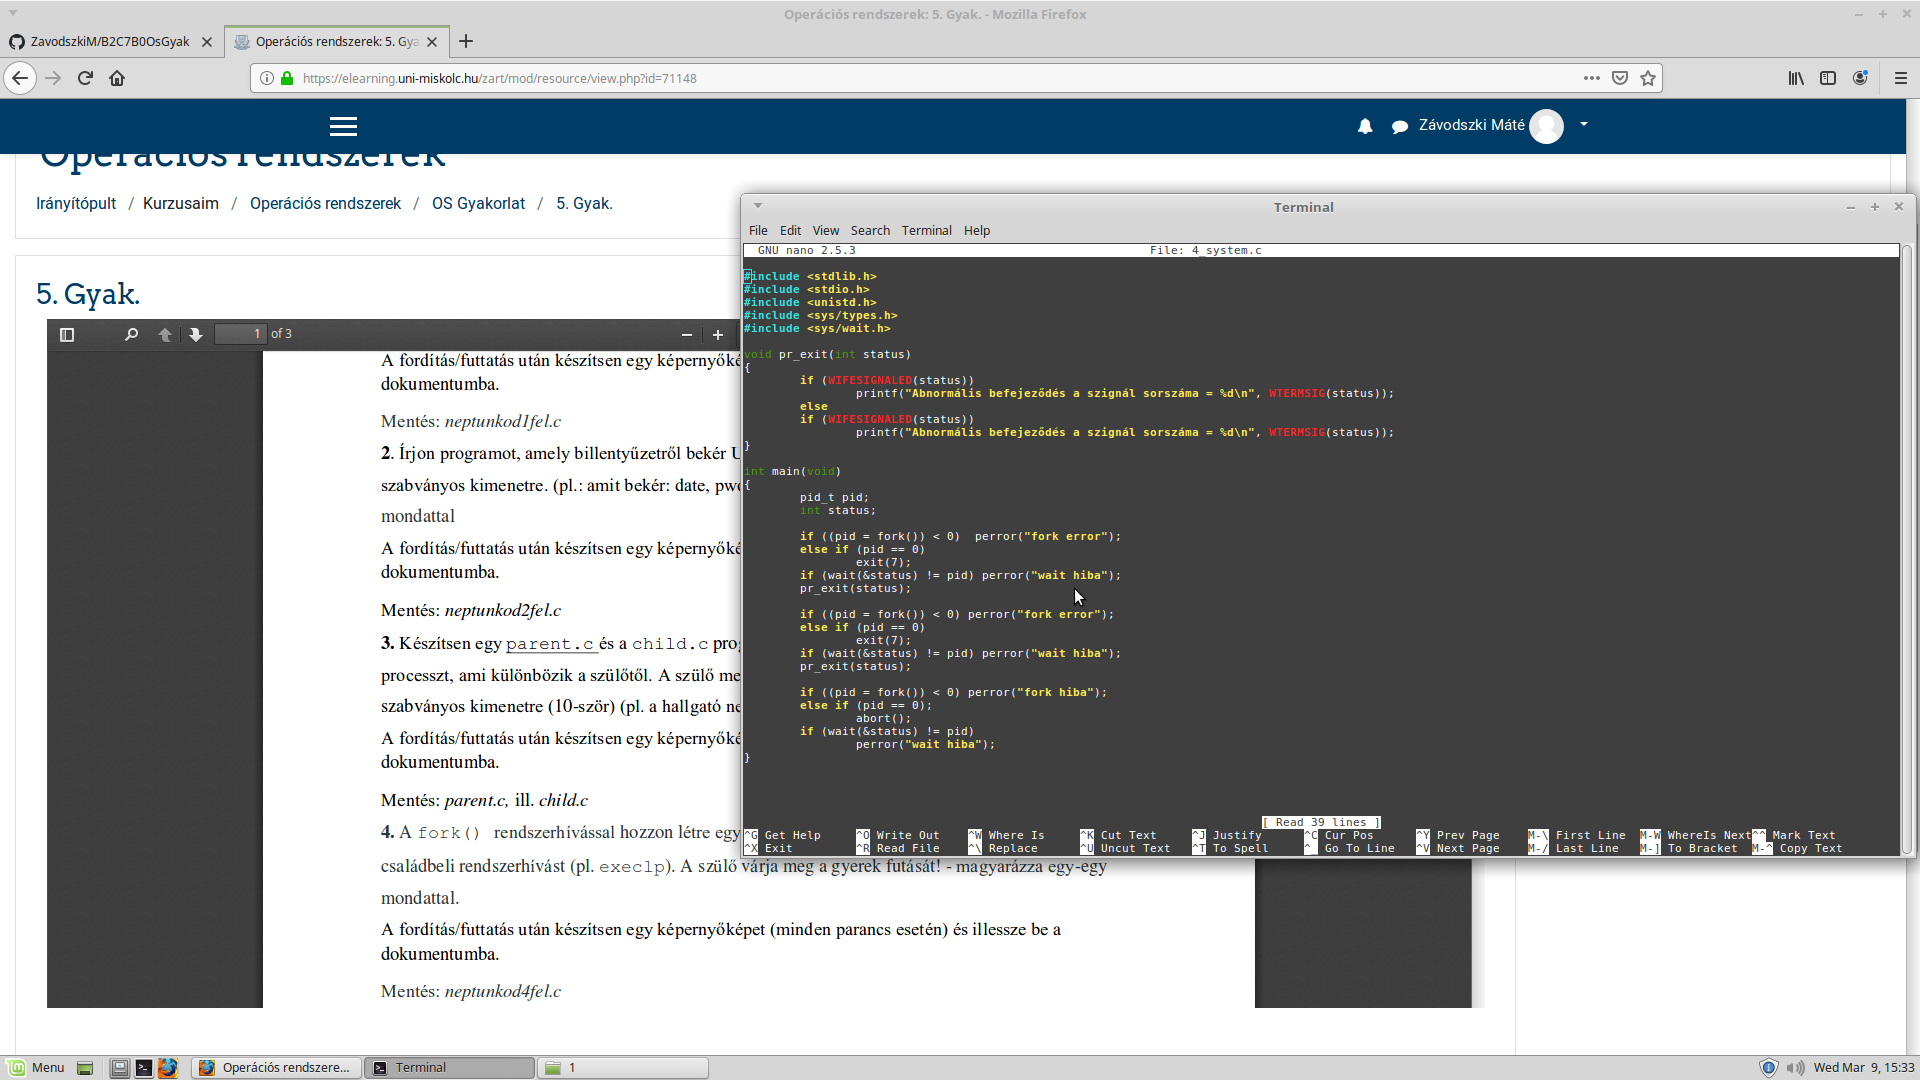 Operációs rendszerek: 5. Gyak. - Mozilla Firefox
ZavodszkiM/B2C7B0OsGyak
Operációs rendszerek: 5. Gya
https://elearning.uni-miskolc.hu/zart/mod/resource/view.php?id=71148
Závodszki Máté
Operációs rendszerek
Irányítópult / Kurzusaim / Operációs rendszerek / OS Gyakorlat / 5. Gyak.
5. Gyak.
1 of 3
A fordítás/futtatás után készítsen egy
dokumentumba.
Mentés: neptunkod1fel.c
2. Írjon programot, amely billentyűzetről bekér
szabványos kimenetre. (pl.: amit bekér: date,
mondattal
A fordítás/futtatás után készítsen egy
dokumentumba.
Mentés: neptunkod2fel.c
3. Készítsen egy parent.c és a child.c
processzt, ami különbözik a szülőtől. A szülő
szabványos kimenetre (10-ször) (pl. a hallgató
A fordítás/futtatás után készítsen egy
dokumentumba.
Mentés: parent.c, ill. child.c
4. A fork() rendszerhívással hozzon létre egy
családbeli rendszerhívást (pl. execlp). A szülő várja meg a gyerek futását! - magyarázza egy-egy
mondattal.
A fordítás/futtatás után készítsen egy képernyőképet (minden parancs esetén) és illessze be a
dokumentumba.
Mentés: neptunkod4fel.c
Terminal
File Edit View Search Terminal Help
GNU nano 2.5.3 File: 4_system.c
#include <stdlib.h>
#include <stdio.h>
#include <unistd.h>
#include <sys/types.h>
#include <sys/wait.h>
void pr_exit(int status)
{
if (WIFESIGNALED(status))
printf("Abnormális befejeződés a szignál sorszáma = %d\n", WTERMSIG(status));
else
if (WIFESIGNALED(status))
printf("Abnormális befejeződés a szignál sorszáma = %d\n", WTERMSIG(status));
}
int main(void)
{
pid_t pid;
int status;
if ((pid = fork()) < 0)  perror("fork error");
else if (pid == 0)
exit(7);
if (wait(&status) != pid) perror("wait hiba");
pr_exit(status);
if ((pid = fork()) < 0) perror("fork error");
else if (pid == 0)
exit(7);
if (wait(&status) != pid) perror("wait hiba");
pr_exit(status);
if ((pid = fork()) < 0) perror("fork hiba");
else if (pid == 0);
abort();
if (wait(&status) != pid)
perror("wait hiba");
}
[ Read 39 lines ]
^G Get Help ^O Write Out ^W Where Is ^K Cut Text ^J Justify ^C Cur Pos ^Y Prev Page M-\ First Line M-W WhereIs Next ^^ Mark Text
^X Exit ^R Read File ^\ Replace ^U Uncut Text ^T To Spell ^_ Go To Line ^V Next Page M-/ Last Line M-] To Bracket M-^ Copy Text
Menu
Operációs rendszere...
Terminal
1
Wed Mar 9, 15:33